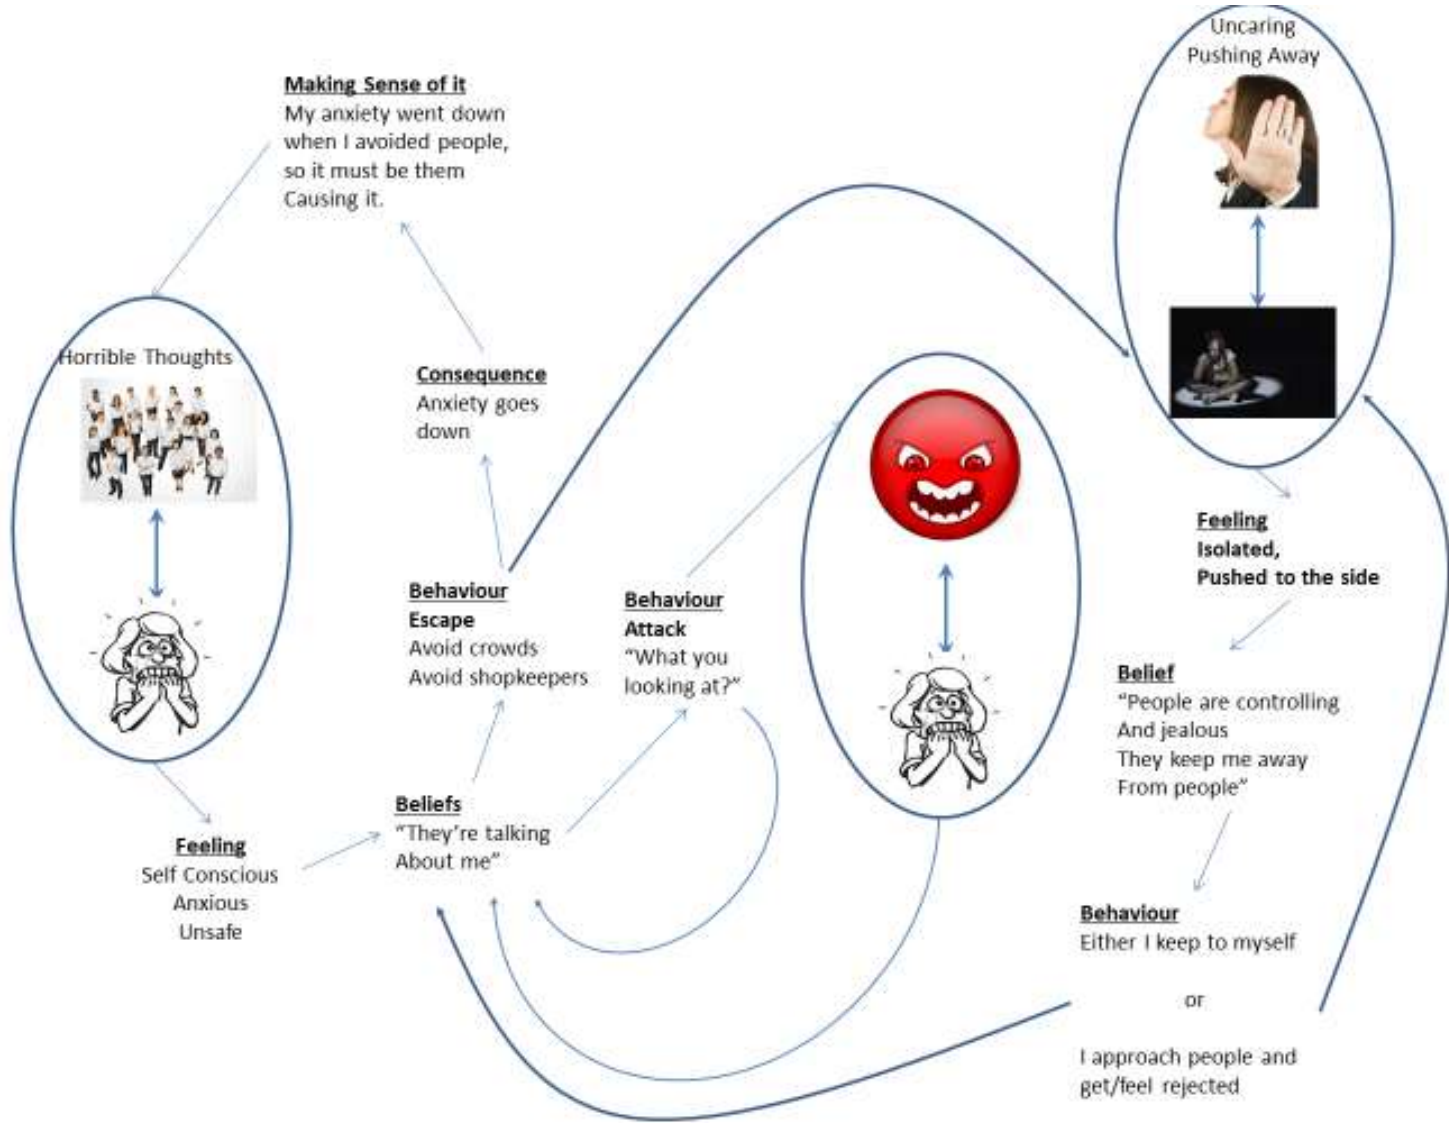 Uncaring
Pushing Away
Making Sense of it
My anxiety went down
when I avoided people,
so it must be them
Causing it.
Horrible Thoughts
Consequence
Anxiety goes
down
Feeling
Isolated,
Pushed to the side
Behaviour
Escape
Avoid crowds
Avoid shopkeepers
Behaviour
Attack
“What you
looking at?”
Belief
“People are controlling
And jealous
They keep me away
From people”
Beliefs
“They’re talking
About me”
Feeling
Self Conscious
Anxious
Unsafe
Behaviour
Either I keep to myself
or
I approach people and
get/feel rejected